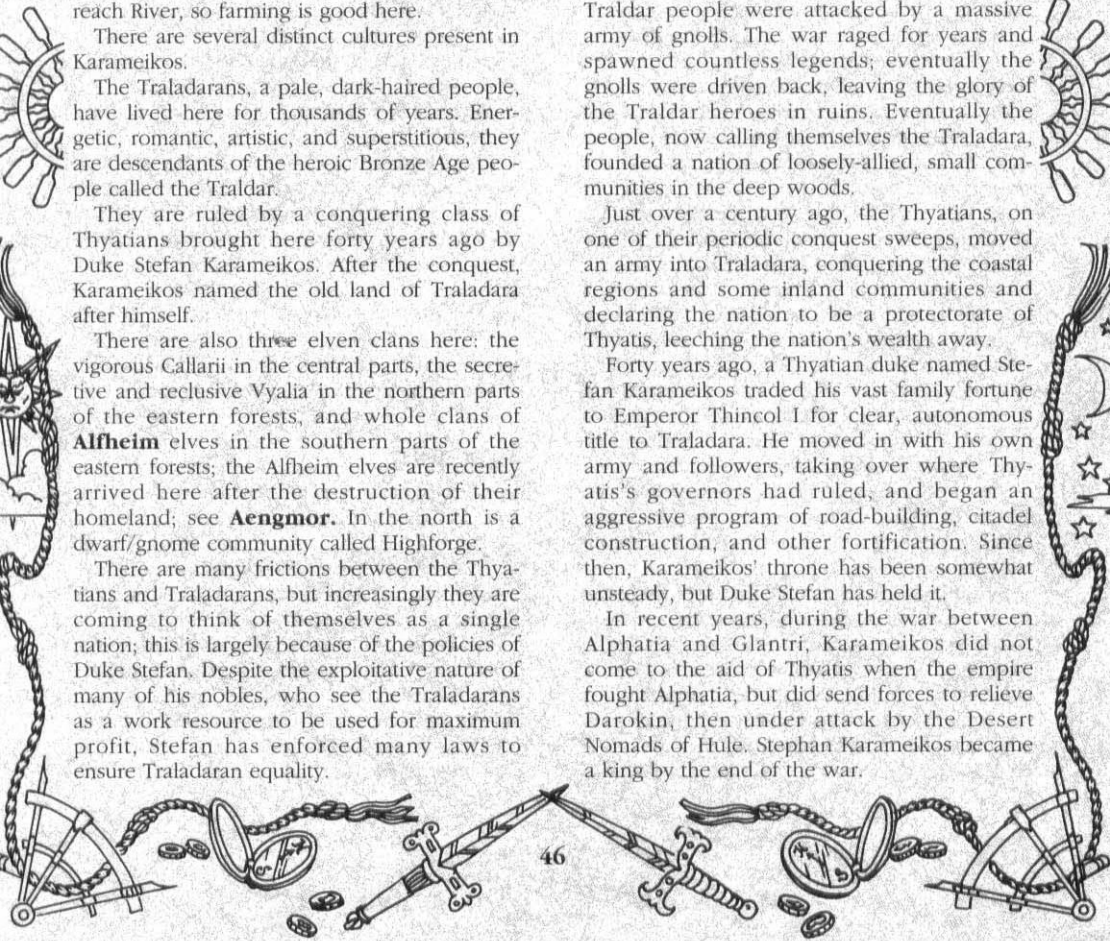 reach River, so farming is good here.
There are several distinct cultures present in
Karameikos.
The Traladarans, a pale, dark-haired people,
have lived here for thousands of years. Ener-
getic, romantic, artistic, and superstitious, they
are descendants of the heroic Bronze Age peo-
ple called the Traldar.
They are ruled by a conquering class of
Thyatians brought here forty years ago by
Duke Stefan Karameikos. After the conquest,
Karameikos named the old land of Traladara
after himself.
There are also three elven clans here: the
vigorous Callarii in the central parts, the secre-
tive and reclusive Vyalia in the northern parts
of the eastern forests, and whole clans of
Alfheim elves in the southern parts of the
eastern forests; the Alfheim elves are recently
arrived here after the destruction of their
homeland; see Aengmor. In the north is a
dwarf/gnome community called Highforge.
There are many frictions between the Thya-
tians and Traladarans, but increasingly they are
coming to think of themselves as a single
nation; this is largely because of the policies of
Duke Stefan. Despite the exploitative nature of
many of his nobles, who see the Traladarans
as a work resource to be used for maximum
profit, Stefan has enforced many laws to
ensure Traladaran equality.
Traldar people were attacked by a massive
army of gnolls. The war raged for years and
spawned countless legends; eventually the
gnolls were driven back, leaving the glory of
the Traldar heroes in ruins. Eventually the
people, now calling themselves the Traladara,
founded a nation of loosely-allied, small com-
munities in the deep woods.
Just over a century ago, the Thyatians, on
one of their periodic conquest sweeps, moved
an army into Traladara, conquering the coastal
regions and some inland communities and
declaring the nation to be a protectorate of
Thyatis, leeching the nation's wealth away.
Forty years ago, a Thyatian duke named Ste-
fan Karameikos traded his vast family fortune
to Emperor Thincol I for clear, autonomous
title to Traladara. He moved in with his own
army and followers, taking over where Thy-
atis's governors had ruled, and began an
aggressive program of road-building, citadel
construction, and other fortification. Since
then, Karameikos' throne has been somewhat
unsteady, but Duke Stefan has held it.
In recent years, during the war between
Alphatia and Glantri, Karameikos did not
come to the aid of Thyatis when the empire
fought Alphatia, but did send forces to relieve
Darokin, then under attack by the Desert
Nomads of Hule. Stephan Karameikos became
a king by the end of the war.
46